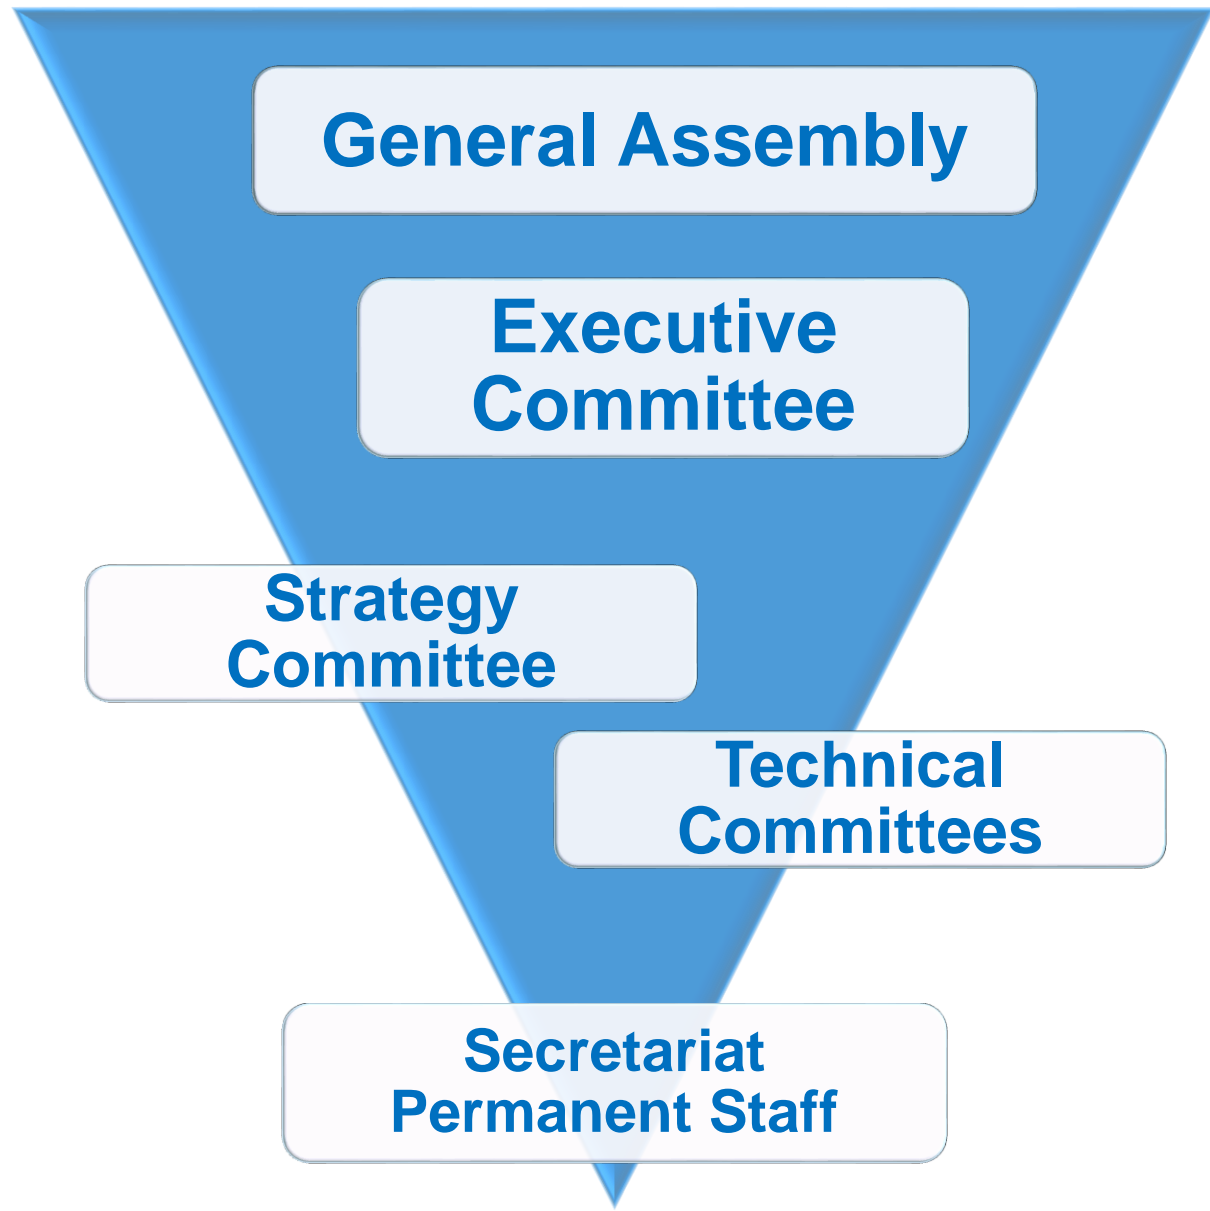 General Assembly
Executive
Committee
Strategy
Committee
Technical
Committees
Secretariat
Permanent Staff